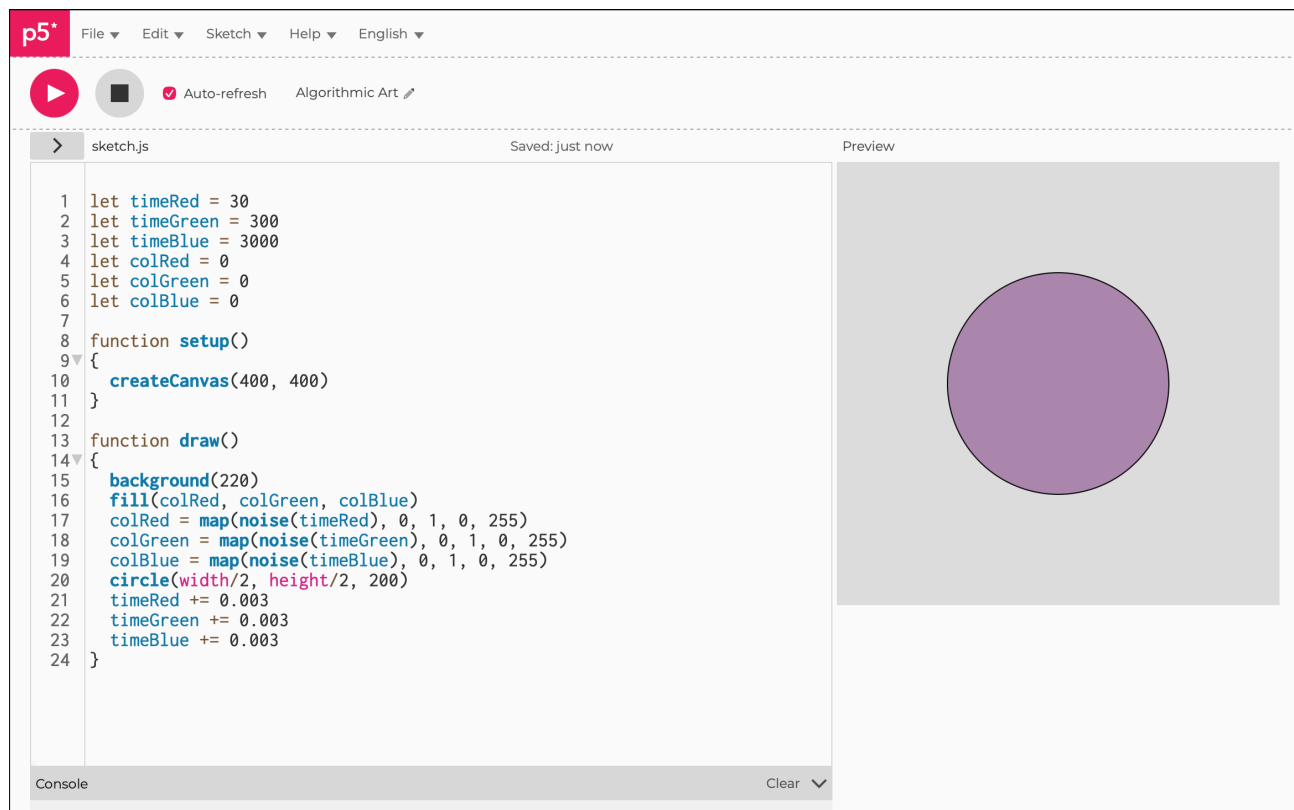 p5* File Edit Sketch Help English
Auto-refresh Algorithmic Art
sketch.js Saved: just now Preview
1 let timeRed = 30
2 let timeGreen = 300
3 let timeBlue = 3000
4 let colRed = 0
5 let colGreen = 0
6 let colBlue = 0
7
8 function setup()
9 {
10   createCanvas(400, 400)
11 }
12
13 function draw()
14 {
15   background(220)
16   fill(colRed, colGreen, colBlue)
17   colRed = map(noise(timeRed), 0, 1, 0, 255)
18   colGreen = map(noise(timeGreen), 0, 1, 0, 255)
19   colBlue = map(noise(timeBlue), 0, 1, 0, 255)
20   circle(width/2, height/2, 200)
21   timeRed += 0.003
22   timeGreen += 0.003
23   timeBlue += 0.003
24 }
Console Clear